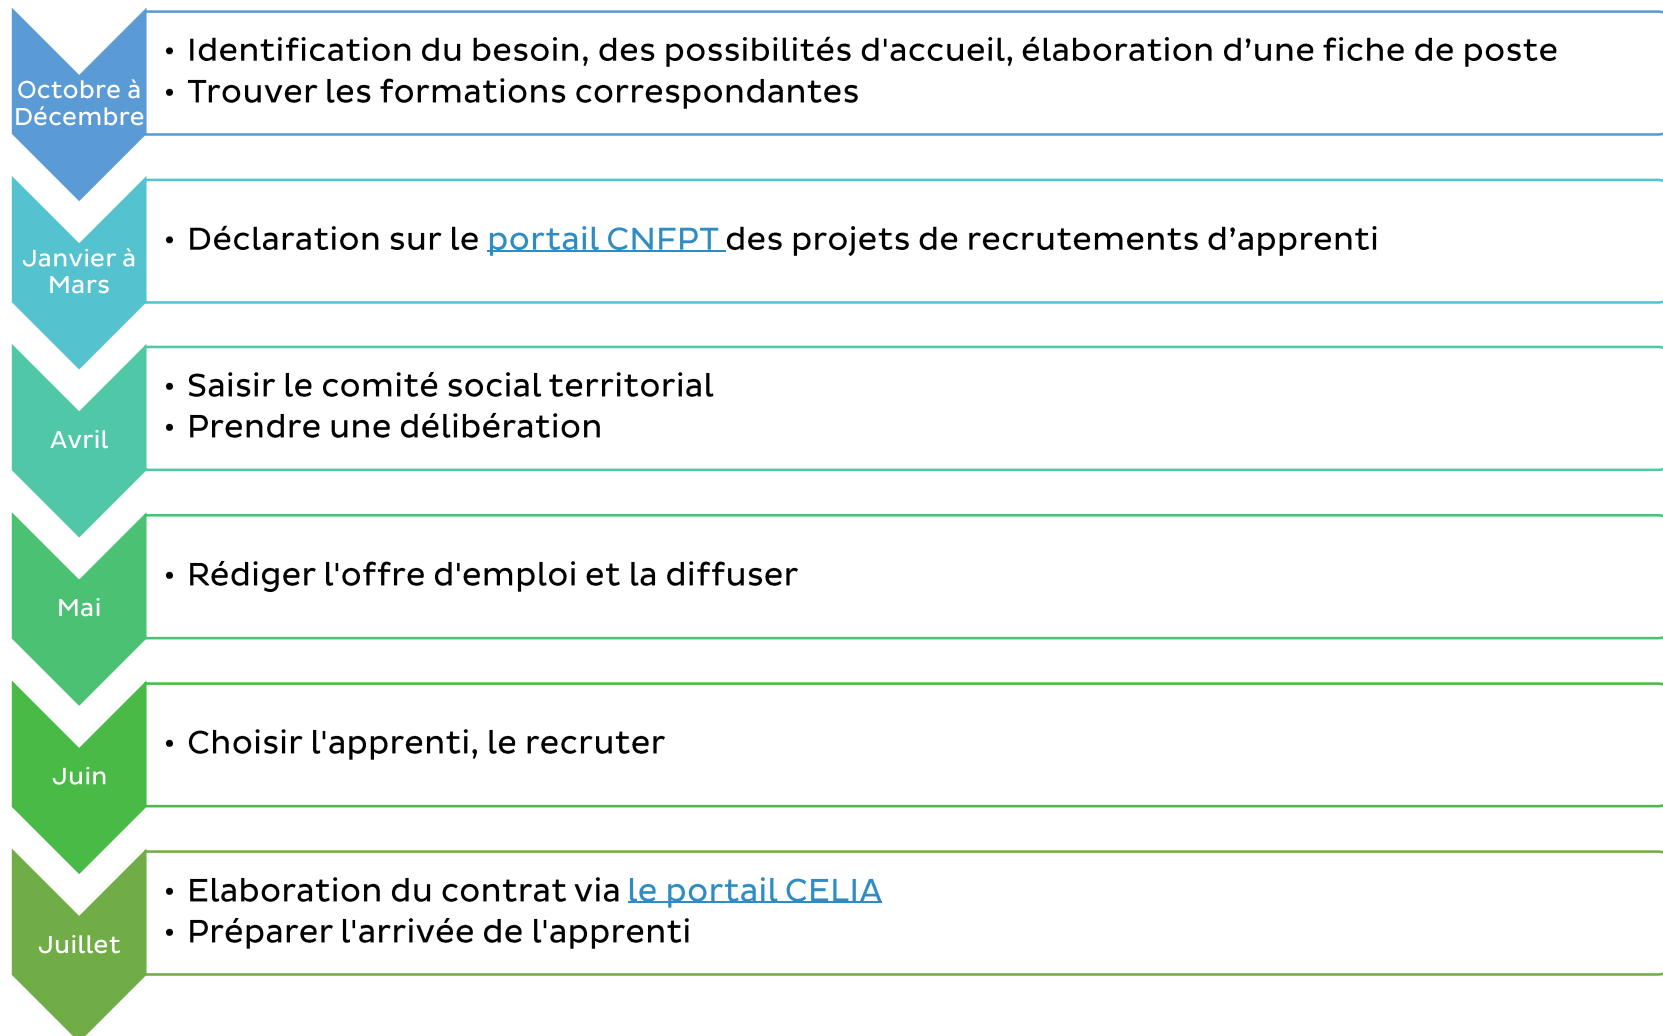 Octobre à
Décembre
• Identification du besoin, des possibilités d'accueil, élaboration d’une fiche de poste
• Trouver les formations correspondantes
Janvier à
Mars
• Déclaration sur le portail CNFPT des projets de recrutements d’apprenti
Avril
• Saisir le comité social territorial
• Prendre une délibération
Mai
• Rédiger l'offre d'emploi et la diffuser
Juin
• Choisir l'apprenti, le recruter
Juillet
• Elaboration du contrat via le portail CELIA
• Préparer l'arrivée de l'apprenti